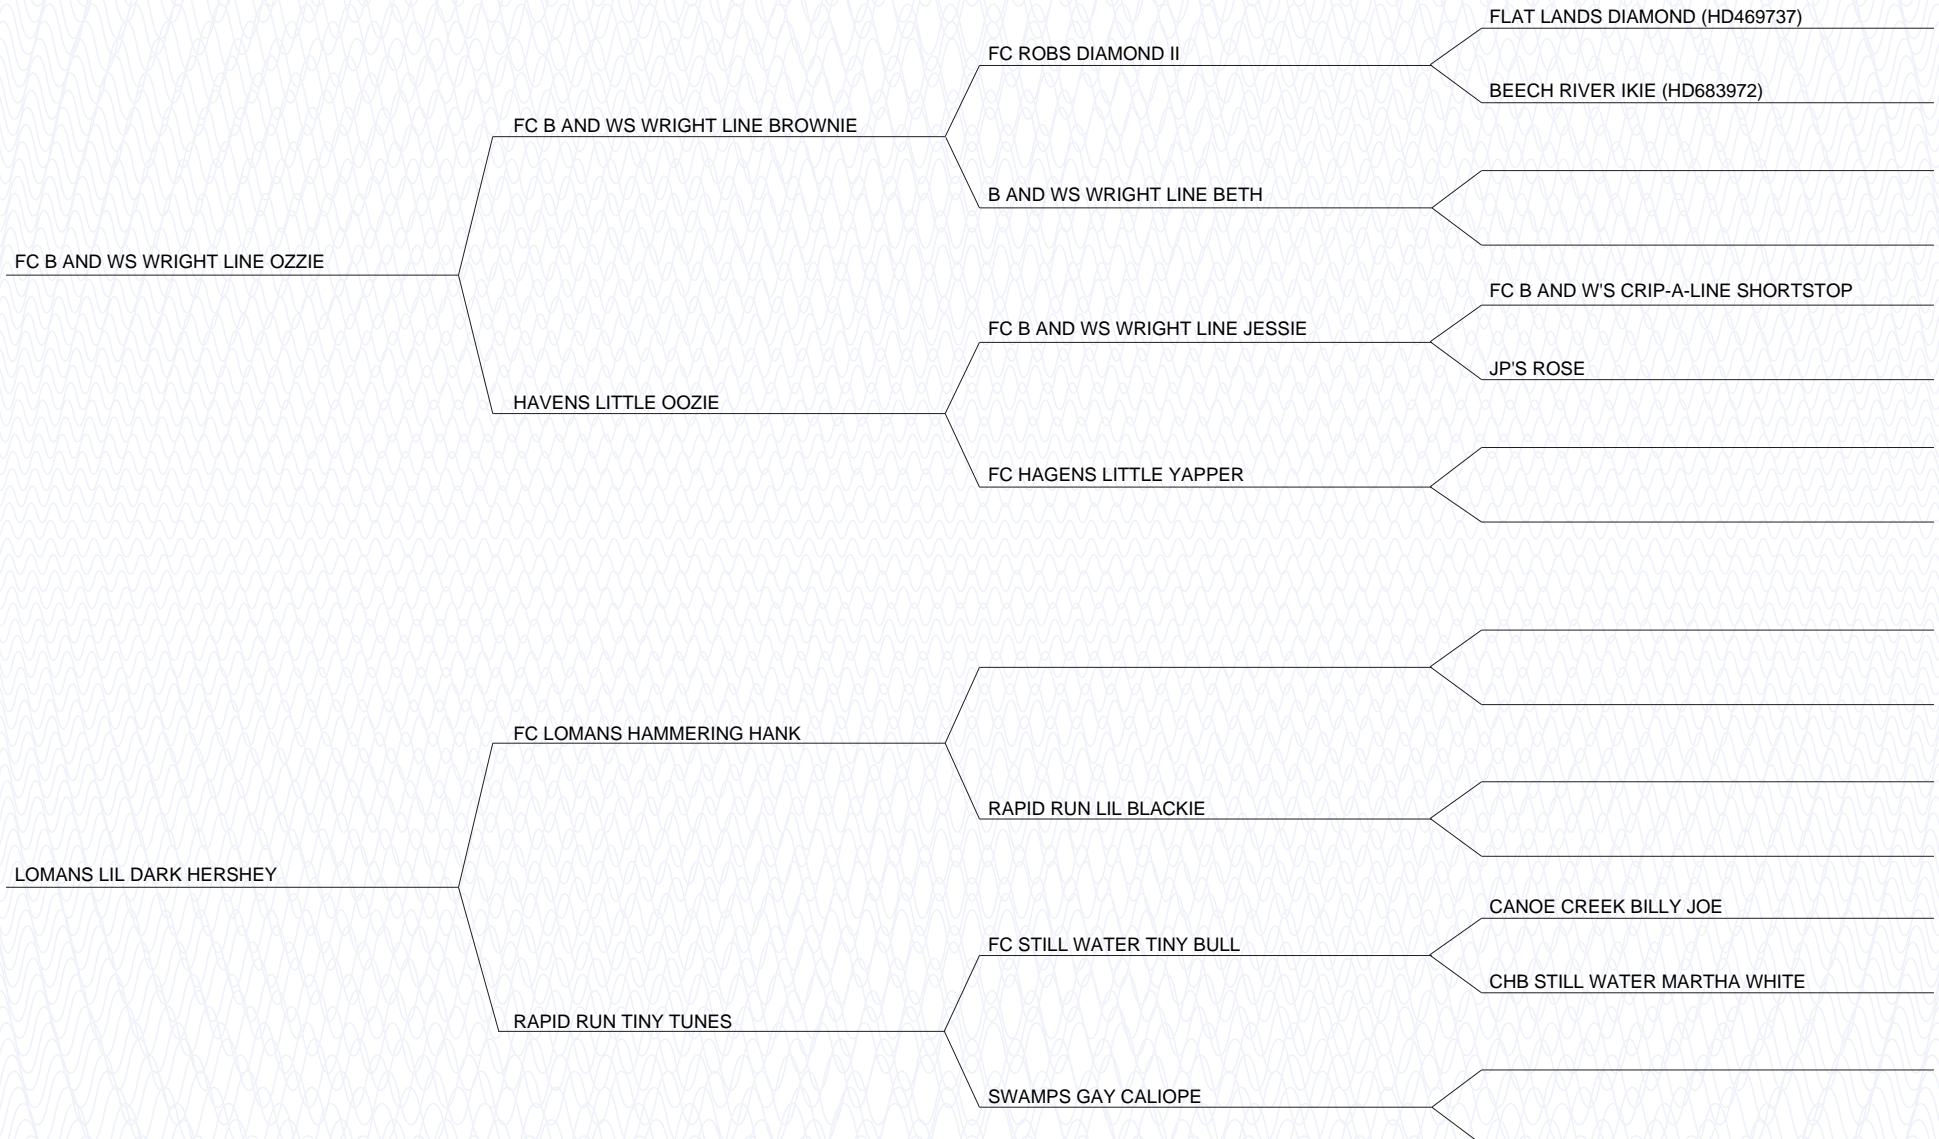 FLAT LANDS DIAMOND (HD469737)
FC ROBS DIAMOND II
BEECH RIVER IKIE (HD683972)
FC B AND WS WRIGHT LINE BROWNIE
B AND WS WRIGHT LINE BETH
FC B AND WS WRIGHT LINE OZZIE
FC B AND W'S CRIP-A-LINE SHORTSTOP
FC B AND WS WRIGHT LINE JESSIE
JP'S ROSE
HAVENS LITTLE OOZIE
FC HAGENS LITTLE YAPPER
FC LOMANS HAMMERING HANK
RAPID RUN LIL BLACKIE
LOMANS LIL DARK HERSHEY
CANOE CREEK BILLY JOE
FC STILL WATER TINY BULL
CHB STILL WATER MARTHA WHITE
RAPID RUN TINY TUNES
SWAMPS GAY CALIOPE